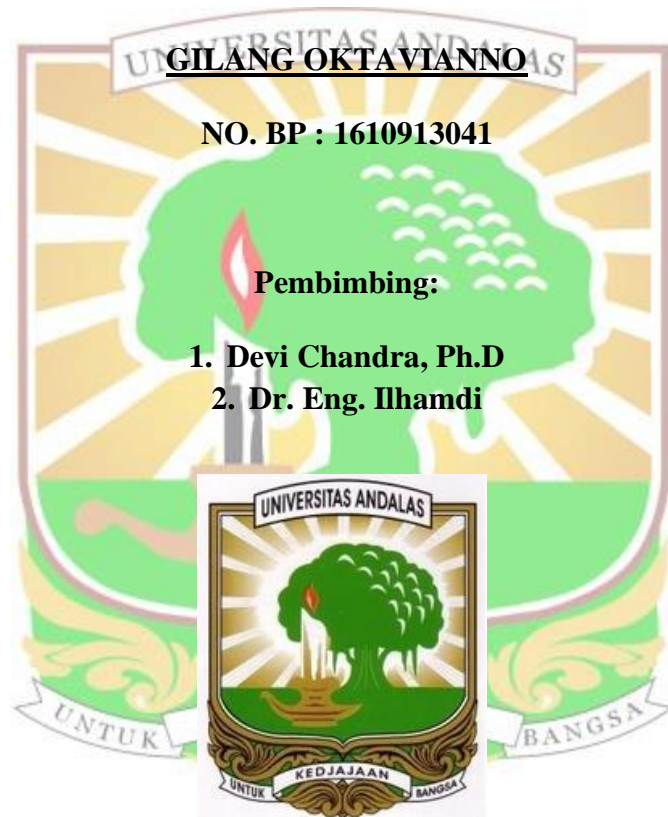 UNIVERSITAS ANDALAS
GILANG OKTAVIANNO
NO. BP : 1610913041
Pembimbing:
1. Devi Chandra, Ph.D
2. Dr. Eng. Ilhamdi
UNIVERSITAS ANDALAS
UNTUK KEDJAJAAN BANGSA
UNTUK BANGSA